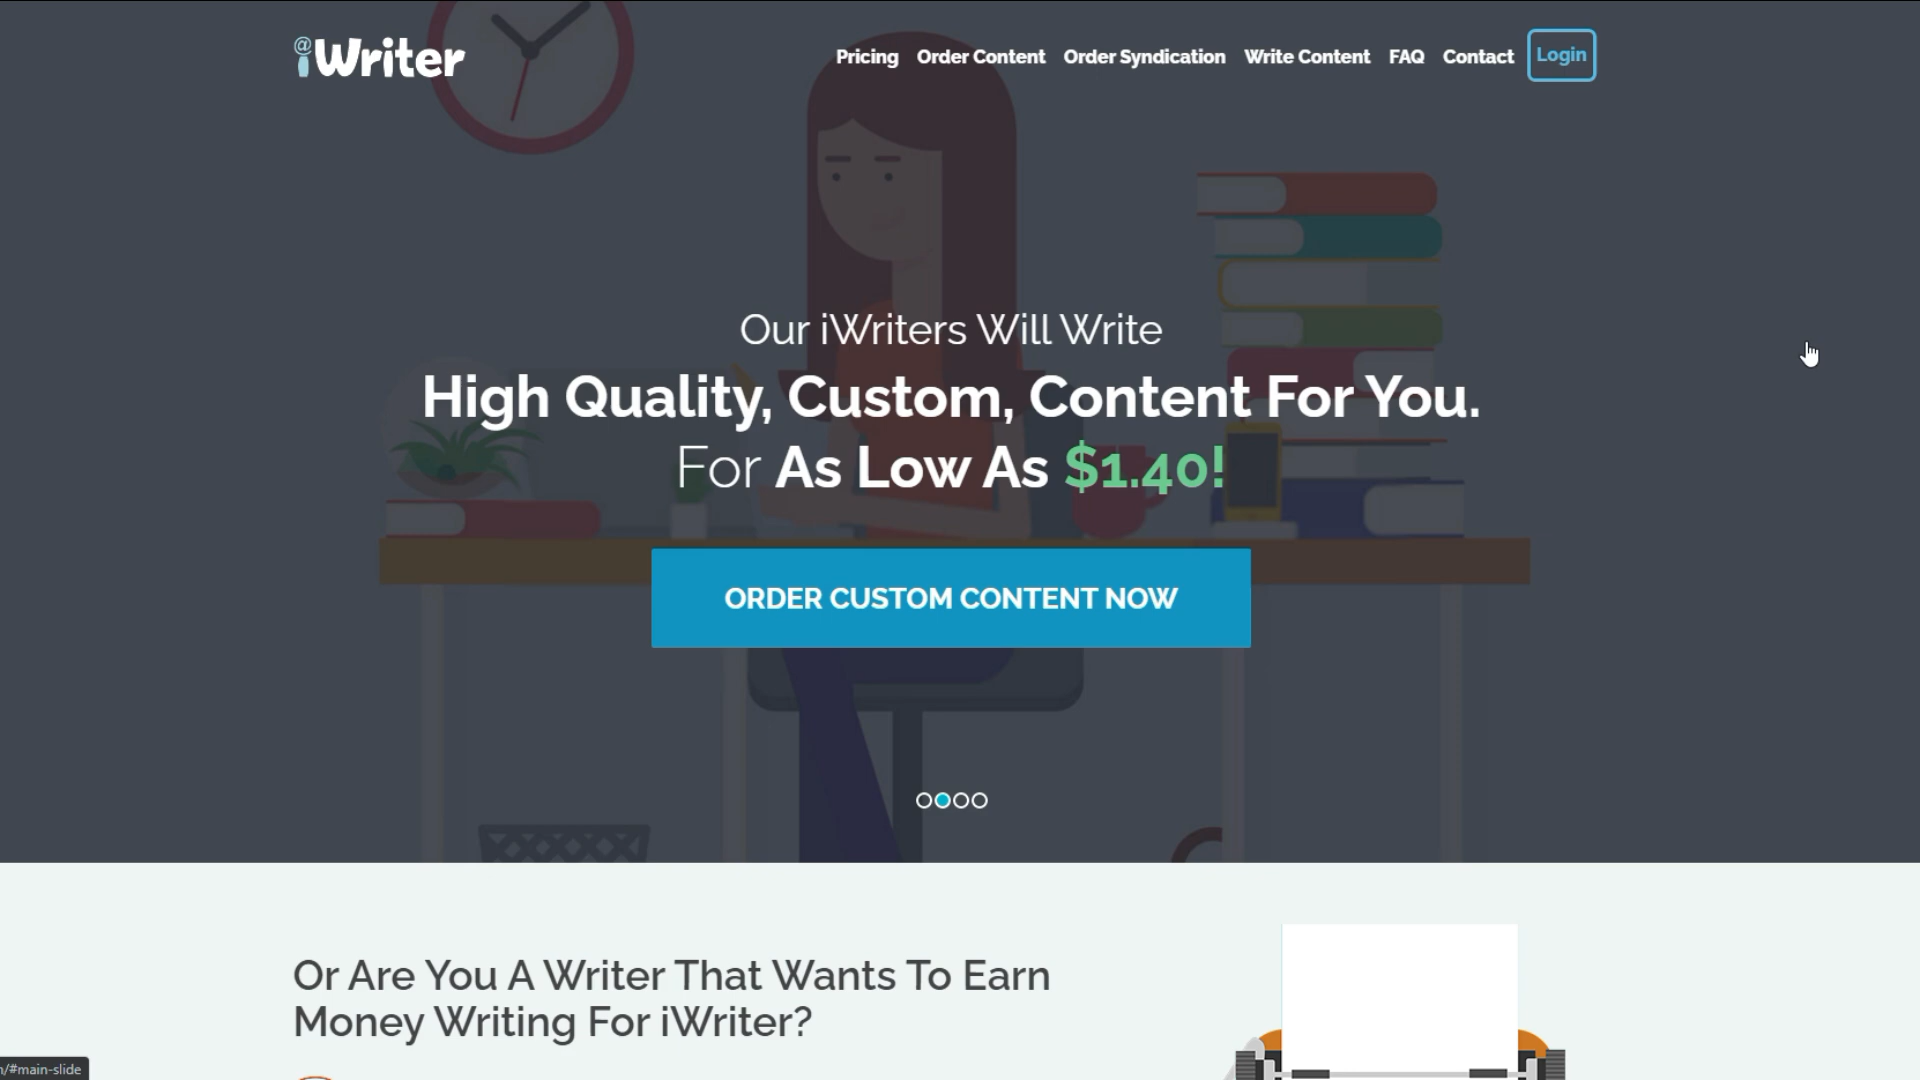 @
iWriter
Pricing Order Content Order Syndication Write Content FAQ Contact Login
Our iWriters Will Write
High Quality, Custom, Content For You.
For As Low As $1.40!
ORDER CUSTOM CONTENT NOW
Or Are You A Writer That Wants To Earn
Money Writing For iWriter?
/#main-slide